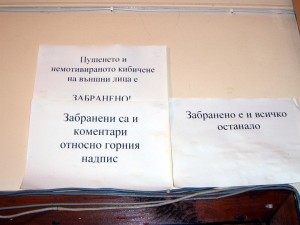 Пушенето и
немотивираното кибичене
на външни лица е
ЗАБРАНЕНО!
Забранени са и
коментари
относно горния
надпис
Забранено е и всичко
останало